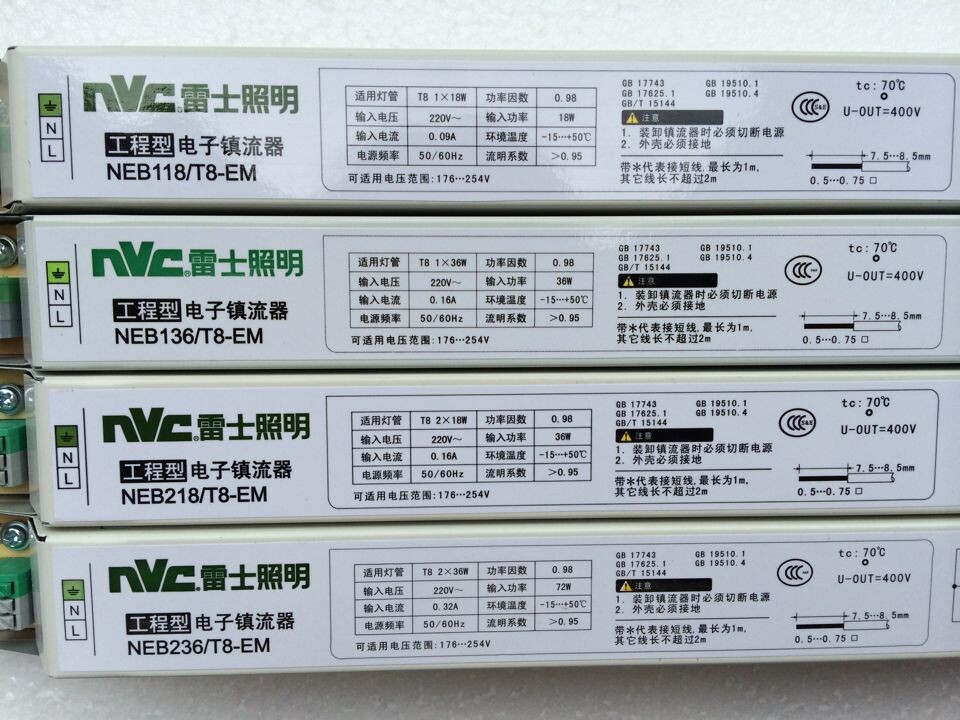 nVC 雷士照明
N
L
工程型 电子镇流器
NEB118/T8-EM
适用灯管 T8 1×18W 功率因数 0.98
输入电压 220V～ 输入功率 18W
输入电流 0.09A 环境温度 -15…+50℃
电源频率 50/60Hz 流明系数 >0.95
可适用电压范围:176…254V
GB 17743 GB 19510.1
GB 17625.1 GB 19510.4
GB/T 15144
注意
1. 装卸镇流器时必须切断电源
2. 外壳必须接地
带*代表接短线,最长为1m,
其它线长不超过2m
CCC S&E
tc: 70℃
U-OUT=400V
7.5…8.5mm
0.5…0.75 □
nVC® 雷士照明
N
L
工程型 电子镇流器
NEB136/T8-EM
适用灯管 T8 1×36W 功率因数 0.98
输入电压 220V～ 输入功率 36W
输入电流 0.16A 环境温度 -15…+50℃
电源频率 50/60Hz 流明系数 >0.95
可适用电压范围:176…254V
GB 17743 GB 19510.1
GB 17625.1 GB 19510.4
GB/T 15144
注意
1. 装卸镇流器时必须切断电源
2. 外壳必须接地
带*代表接短线,最长为1m,
其它线长不超过2m
CCC
tc: 70℃
U-OUT=400V
7.5…8.5mm
0.5…0.75 □
nVC® 雷士照明
N
L
工程型 电子镇流器
NEB218/T8-EM
适用灯管 T8 2×18W 功率因数 0.98
输入电压 220V～ 输入功率 36W
输入电流 0.16A 环境温度 -15…+50℃
电源频率 50/60Hz 流明系数 >0.95
可适用电压范围:176…254V
GB 17743 GB 19510.1
GB 17625.1 GB 19510.4
GB/T 15144
注意
1. 装卸镇流器时必须切断电源
2. 外壳必须接地
带*代表接短线,最长为1m,
其它线长不超过2m
CCC S&E
tc: 70℃
U-OUT=400V
7.5…8.5mm
0.5…0.75 □
nVC® 雷士照明
N
L
工程型 电子镇流器
NEB236/T8-EM
适用灯管 T8 2×36W 功率因数 0.98
输入电压 220V～ 输入功率 72W
输入电流 0.32A 环境温度 -15…+50℃
电源频率 50/60Hz 流明系数 >0.95
可适用电压范围:176…254V
GB 17743 GB 19510.1
GB 17625.1 GB 19510.4
GB/T 15144
注意
1. 装卸镇流器时必须切断电源
2. 外壳必须接地
带*代表接短线,最长为1m,
其它线长不超过2m
CCC
tc: 70℃
U-OUT=400V
7.5…8.5mm
0.5…0.75 □